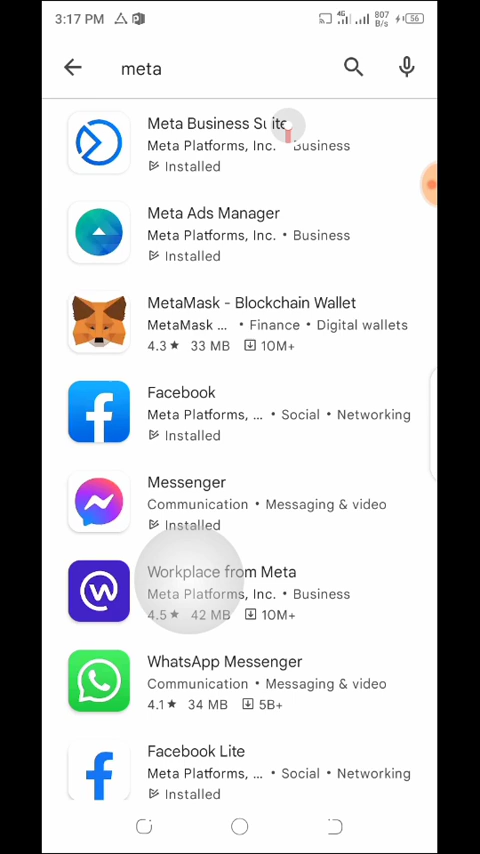 3:17 PM
4G
807
B/s
56
meta
Meta Business Suite
Meta Platforms, Inc. • Business
Installed
Meta Ads Manager
Meta Platforms, Inc. • Business
Installed
MetaMask - Blockchain Wallet
MetaMask ... • Finance • Digital wallets
4.3★ 33 MB 10M+
Facebook
Meta Platforms, ... • Social • Networking
Installed
Messenger
Communication • Messaging & video
Installed
Workplace from Meta
Meta Platforms, Inc. • Business
4.5★ 42 MB 10M+
WhatsApp Messenger
Communication • Messaging & video
4.1★ 34 MB 5B+
Facebook Lite
Meta Platforms, ... • Social • Networking
Installed